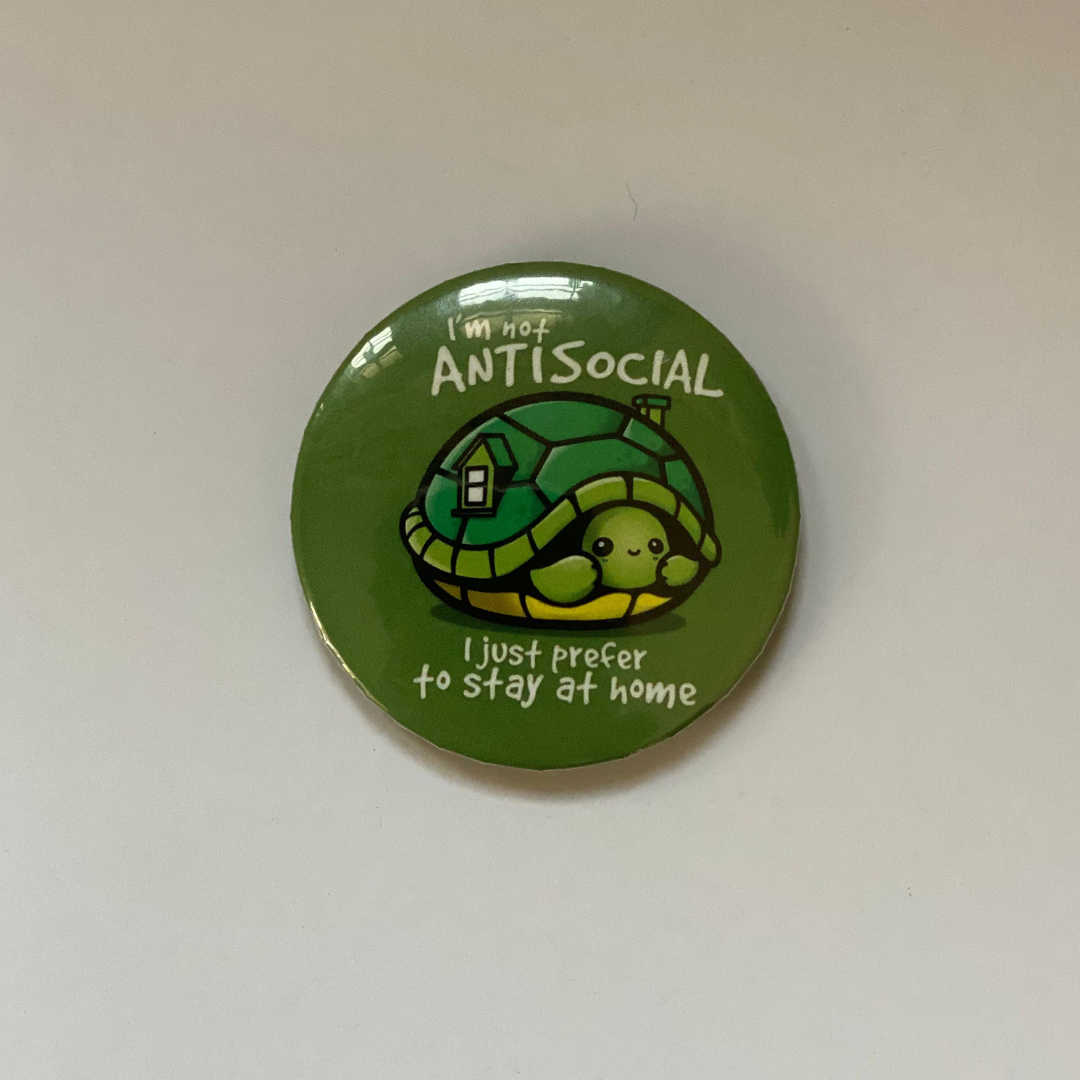 I'm not
ANTISOCIAL
I just prefer
to stay at home